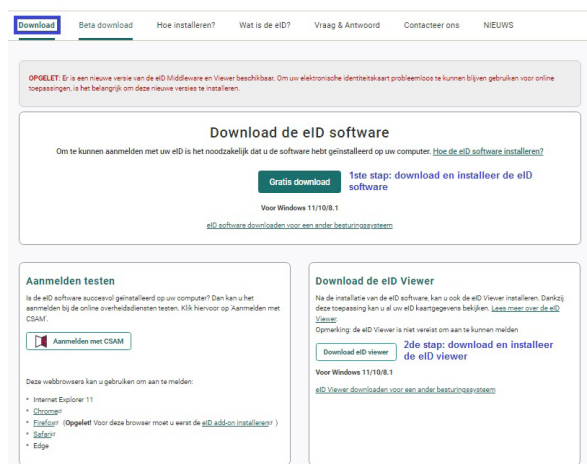 Download Beta download Hoe installeren? Wat is de eID? Vraag & Antwoord Contacteer ons NIEUWS
OPGELET: Er is een nieuwe versie van de eID Middleware en Viewer beschikbaar. Om uw elektronische identiteitskaart probleemloos te kunnen blijven gebruiken voor online
toepassingen, is het belangrijk om deze nieuwe versies te installeren.
Download de eID software
Om te kunnen aanmelden met uw eID is het noodzakelijk dat u de software hebt geïnstalleerd op uw computer. Hoe de eID software installeren?
Gratis download
1ste stap: download en installeer de eID
software
Voor Windows 11/10/8.1
eID software downloaden voor een ander besturingssysteem
Aanmelden testen
Is de eID software succesvol geïnstalleerd op uw computer? Dan kan u het
aanmelden bij de online overheidsdiensten testen. Klik hiervoor op 'Aanmelden met
CSAM'.
Aanmelden met CSAM
Deze webbrowsers kan u gebruiken om aan te melden:
• Internet Explorer 11
• Chrome
• Firefox (Opgelet! Voor deze browser moet u eerst de eID add-on installeren )
• Safari
• Edge
Download de eID Viewer
Na de installatie van de eID software, kan u ook de eID Viewer installeren. Dankzij
deze toepassing kan u al uw eID kaartgegevens bekijken. Lees meer over de eID
Viewer.
Opmerking: de eID Viewer is niet vereist om aan te kunnen melden
Download eID viewer
2de stap: download en installeer
de eID viewer
Voor Windows 11/10/8.1
eID Viewer downloaden voor een ander besturingssysteem